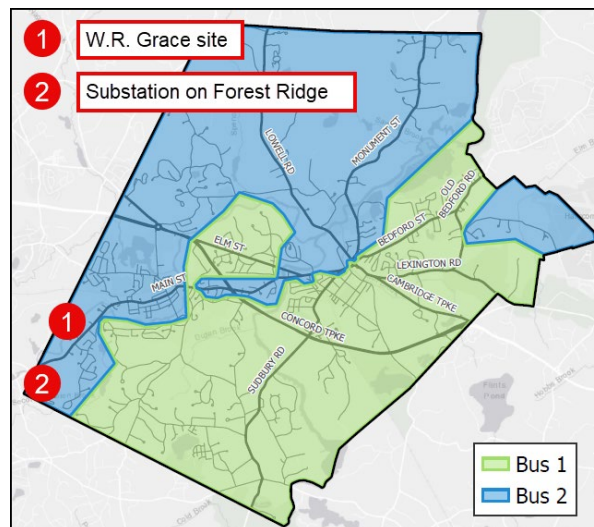 1 W.R. Grace site
2 Substation on Forest Ridge
LOWELL RD
MONUMENT ST
OLD
BEDFORD RD
BEDFORD ST
ELM ST
LEXINGTON RD
MAIN ST
CAMBRIDGE TPKE
1
CONCORD TPKE
SUDBURY RD
2
Bus 1
Bus 2